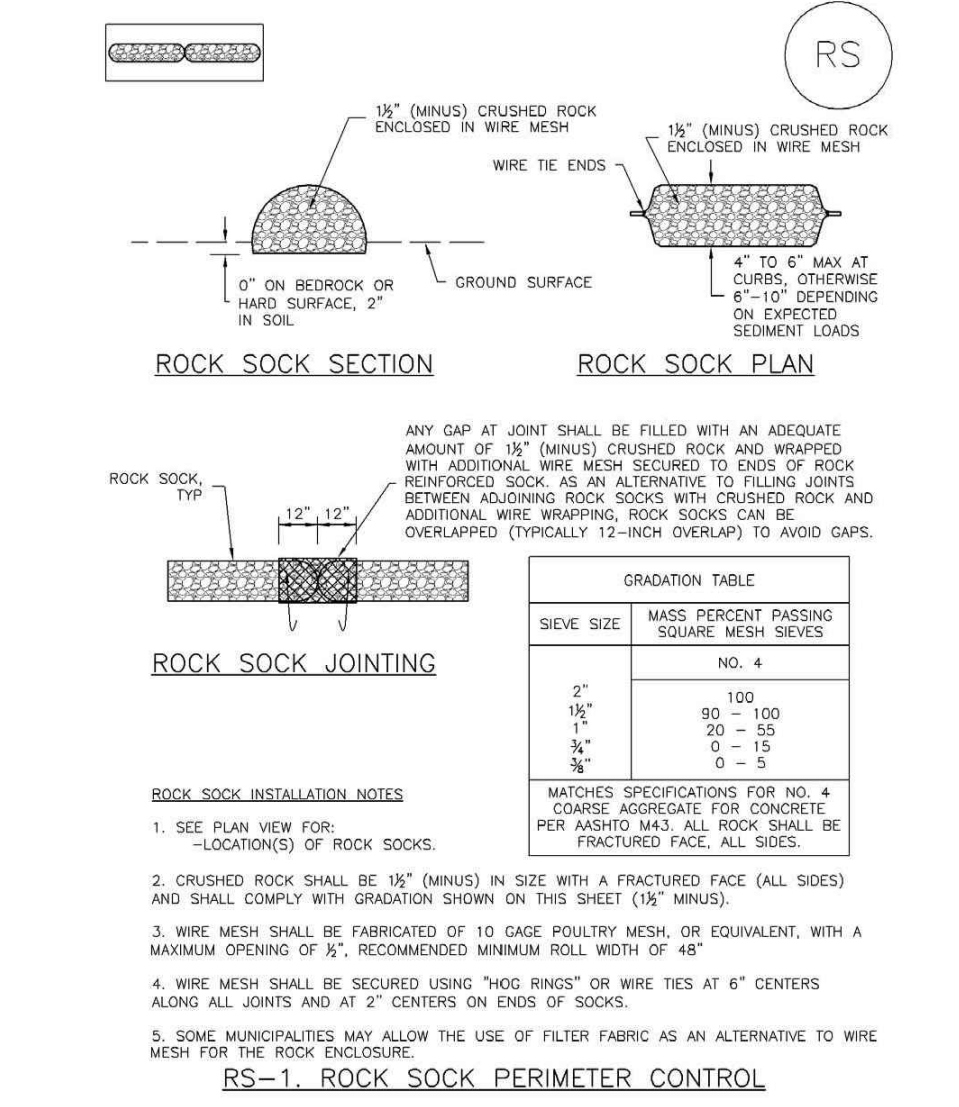 RS
1½" (MINUS) CRUSHED ROCK
ENCLOSED IN WIRE MESH
0" ON BEDROCK OR
HARD SURFACE, 2"
IN SOIL
GROUND SURFACE
ROCK SOCK SECTION
1½" (MINUS) CRUSHED ROCK
ENCLOSED IN WIRE MESH
WIRE TIE ENDS
4" TO 6" MAX AT
CURBS, OTHERWISE
6"-10" DEPENDING
ON EXPECTED
SEDIMENT LOADS
ROCK SOCK PLAN
ANY GAP AT JOINT SHALL BE FILLED WITH AN ADEQUATE
AMOUNT OF 1½" (MINUS) CRUSHED ROCK AND WRAPPED
WITH ADDITIONAL WIRE MESH SECURED TO ENDS OF ROCK
REINFORCED SOCK. AS AN ALTERNATIVE TO FILLING JOINTS
BETWEEN ADJOINING ROCK SOCKS WITH CRUSHED ROCK AND
ADDITIONAL WIRE WRAPPING, ROCK SOCKS CAN BE
OVERLAPPED (TYPICALLY 12-INCH OVERLAP) TO AVOID GAPS.
ROCK SOCK,
TYP
12" 12"
ROCK SOCK JOINTING
GRADATION TABLE
SIEVE SIZE
MASS PERCENT PASSING
SQUARE MESH SIEVES
NO. 4
2" 100
1½" 90 - 100
1" 20 - 55
¾" 0 - 15
⅜" 0 - 5
MATCHES SPECIFICATIONS FOR NO. 4
COARSE AGGREGATE FOR CONCRETE
PER AASHTO M43. ALL ROCK SHALL BE
FRACTURED FACE, ALL SIDES.
ROCK SOCK INSTALLATION NOTES
1. SEE PLAN VIEW FOR:
-LOCATION(S) OF ROCK SOCKS.
2. CRUSHED ROCK SHALL BE 1½" (MINUS) IN SIZE WITH A FRACTURED FACE (ALL SIDES)
AND SHALL COMPLY WITH GRADATION SHOWN ON THIS SHEET (1½" MINUS).
3. WIRE MESH SHALL BE FABRICATED OF 10 GAGE POULTRY MESH, OR EQUIVALENT, WITH A
MAXIMUM OPENING OF ½", RECOMMENDED MINIMUM ROLL WIDTH OF 48"
4. WIRE MESH SHALL BE SECURED USING "HOG RINGS" OR WIRE TIES AT 6" CENTERS
ALONG ALL JOINTS AND AT 2" CENTERS ON ENDS OF SOCKS.
5. SOME MUNICIPALITIES MAY ALLOW THE USE OF FILTER FABRIC AS AN ALTERNATIVE TO WIRE
MESH FOR THE ROCK ENCLOSURE.
RS-1. ROCK SOCK PERIMETER CONTROL